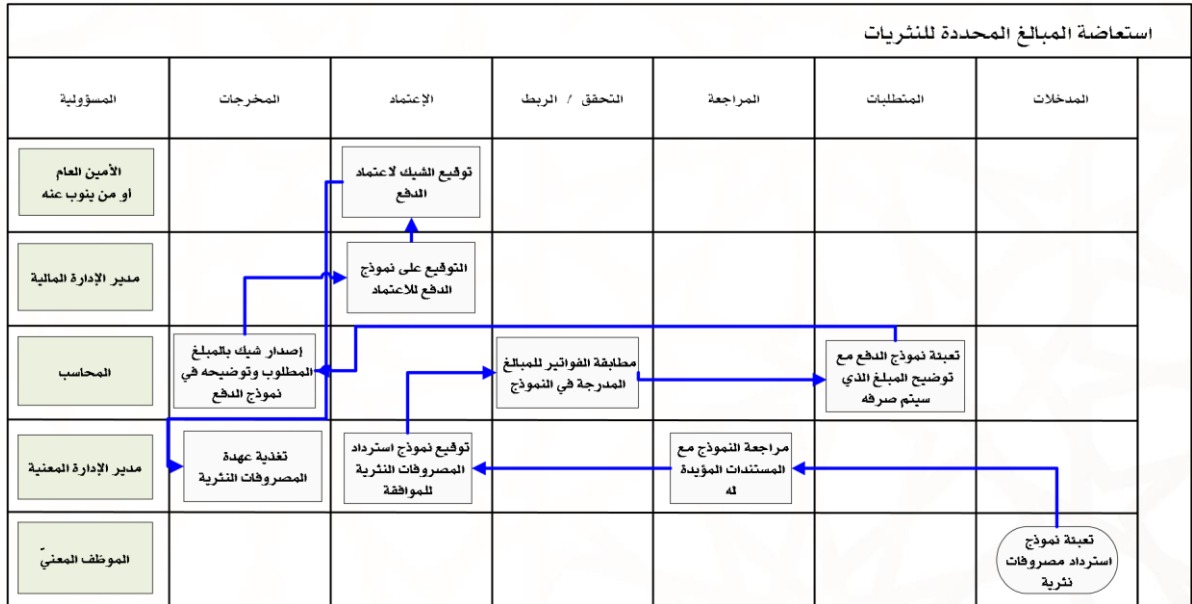 استعاضة المبالغ المحددة للنثريات
المدخلات
المتطلبات
المراجعة
التحقق / الربط
الإعتماد
المخرجات
المسؤولية
توقيع الشيك لاعتماد
الدفع
الأمين العام
او من ينوب عنه
التوقيع على نموذج
الدفع للاعتماد
مدير الإدارة المالية
تعبئة نموذج الدفع مع
توضيح المبلغ الذي
سيتم صرفه
مطابقة الفواتير للمبالغ
المدرجة في النموذج
إصدار شيك بالمبلغ
المطلوب وتوضيحه في
نموذج الدفع
المحاسب
مراجعة النموذج مع
المستندات المؤيدة
له
توقيع نموذج استرداد
المصروفات النثرية
للموافقة
تغذية عهدة
المصروفات النثرية
مدير الإدارة المعنية
تعبئة نموذج
استرداد مصروفات
نثرية
الموظف المعنيّ